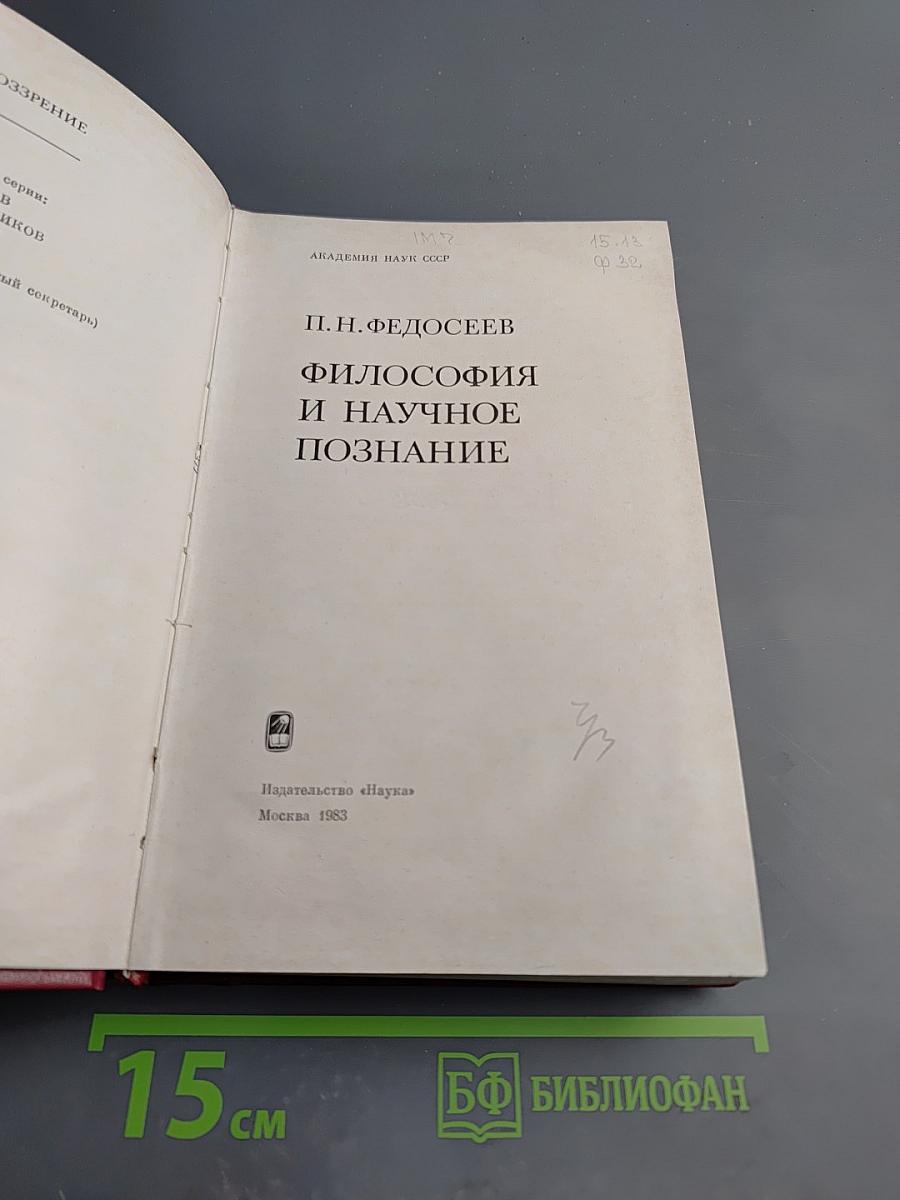 ОЗЗРЕНИЕ
серии:
В
ИКОВ
ый секретарь)
15.13
Ф 32
АКАДЕМИЯ НАУК СССР
П. Н. ФЕДОСЕЕВ
ФИЛОСОФИЯ
И НАУЧНОЕ
ПОЗНАНИЕ
Издательство «Наука»
Москва 1983
15 см
БФ БИБЛИОФАН